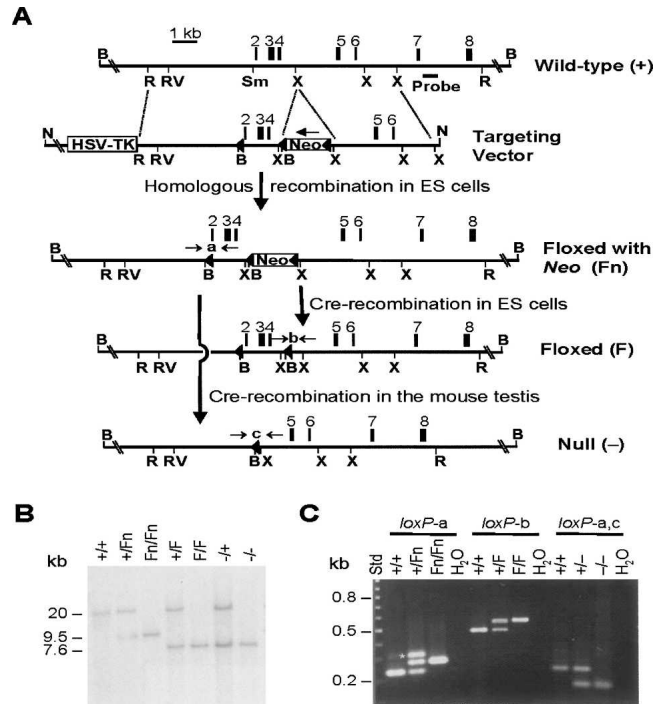 A
1 kb
2 34 5 6 7 8
B B
Wild-type (+)
R RV Sm X X X R
Probe
2 34 5 6
N N
HSV-TK Neo
Targeting
Vector
R RV B XB X X X
Homologous recombination in ES cells
2 34 5 6 7 8
B a B
Neo
Floxed with
Neo (Fn)
R RV B XB X X X R
Cre-recombination in ES cells
2 34 b 5 6 7 8
B B
Floxed (F)
R RV B XBX X X R
Cre-recombination in the mouse testis
c 5 6 7 8
B B
Null (–)
R RV BX X X R
B
+/+ +/Fn Fn/Fn +/F F/F -/+ -/-
kb
20
9.5
7.6
C
loxP-a loxP-b loxP-a,c
Std +/+ +/Fn Fn/Fn H2O +/+ +/F F/F H2O +/+ +/- -/- H2O
kb
0.8
0.5
*
0.2